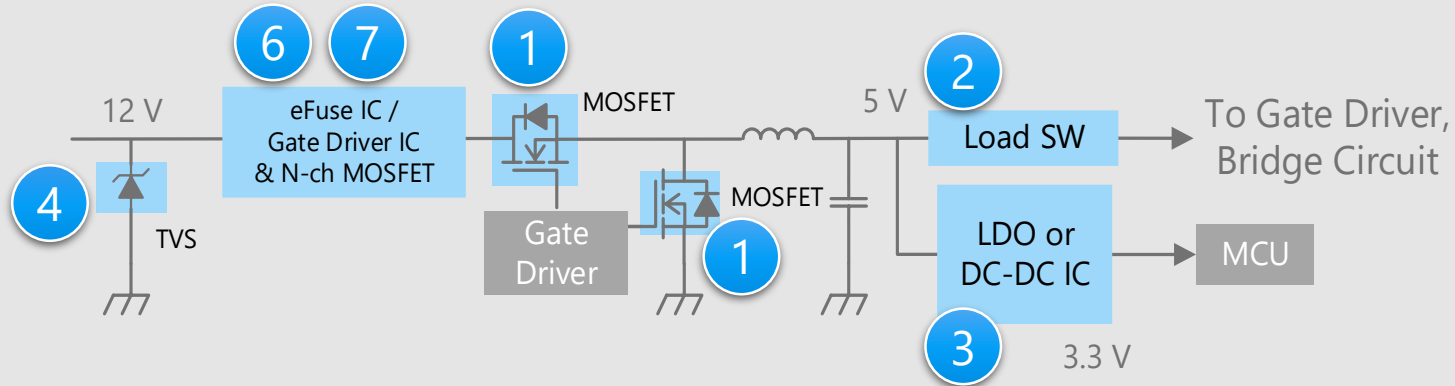 6
7
1
2
12 V
eFuse IC /
Gate Driver IC
& N-ch MOSFET
MOSFET
5 V
Load SW
To Gate Driver,
Bridge Circuit
4
TVS
Gate
Driver
MOSFET
1
LDO or
DC-DC IC
MCU
3
3.3 V